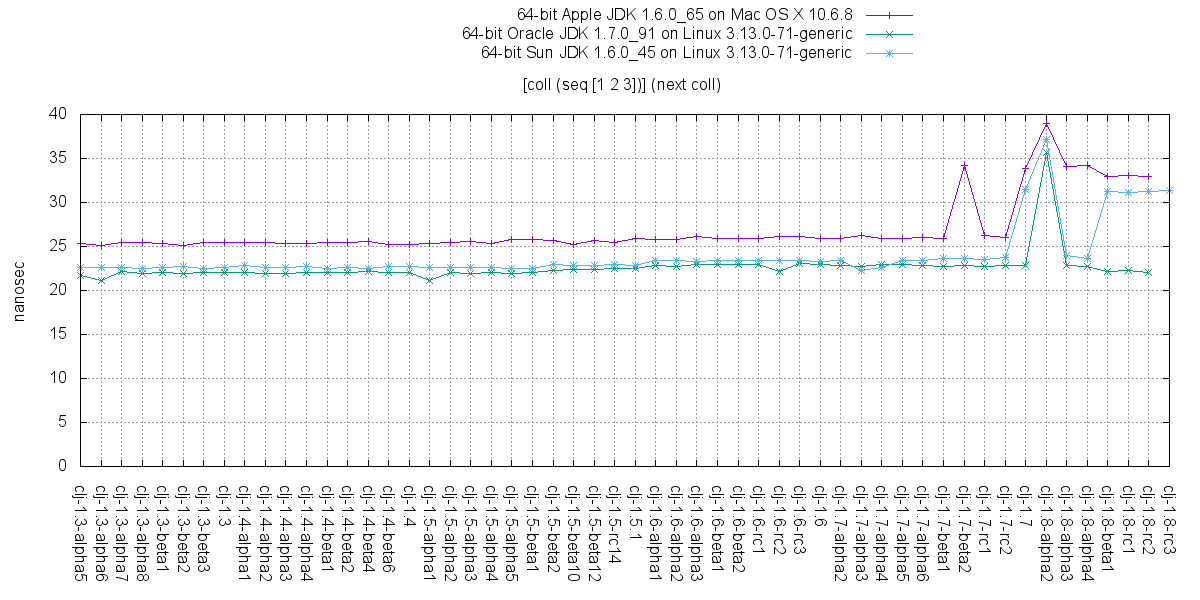 64-bit Apple JDK 1.6.0_65 on Mac OS X 10.6.8
64-bit Oracle JDK 1.7.0_91 on Linux 3.13.0-71-generic
64-bit Sun JDK 1.6.0_45 on Linux 3.13.0-71-generic
[coll (seq [1 2 3])] (next coll)
40
35
30
25
20
15
10
5
0
nanosec
clj-1.3-alpha5
clj-1.3-alpha6
clj-1.3-alpha7
clj-1.3-alpha8
clj-1.3-beta1
clj-1.3-beta2
clj-1.3-beta3
clj-1.3
clj-1.4-alpha1
clj-1.4-alpha2
clj-1.4-alpha3
clj-1.4-alpha4
clj-1.4-beta1
clj-1.4-beta2
clj-1.4-beta4
clj-1.4-beta6
clj-1.4
clj-1.5-alpha1
clj-1.5-alpha2
clj-1.5-alpha3
clj-1.5-alpha4
clj-1.5-alpha5
clj-1.5-beta1
clj-1.5-beta2
clj-1.5-beta10
clj-1.5-beta12
clj-1.5-rc14
clj-1.5.1
clj-1.6-alpha1
clj-1.6-alpha2
clj-1.6-alpha3
clj-1.6-beta1
clj-1.6-beta2
clj-1.6-rc1
clj-1.6-rc2
clj-1.6-rc3
clj-1.6
clj-1.7-alpha2
clj-1.7-alpha3
clj-1.7-alpha4
clj-1.7-alpha5
clj-1.7-alpha6
clj-1.7-beta1
clj-1.7-beta2
clj-1.7-rc1
clj-1.7-rc2
clj-1.7
clj-1.8-alpha2
clj-1.8-alpha3
clj-1.8-alpha4
clj-1.8-beta1
clj-1.8-rc1
clj-1.8-rc2
clj-1.8-rc3